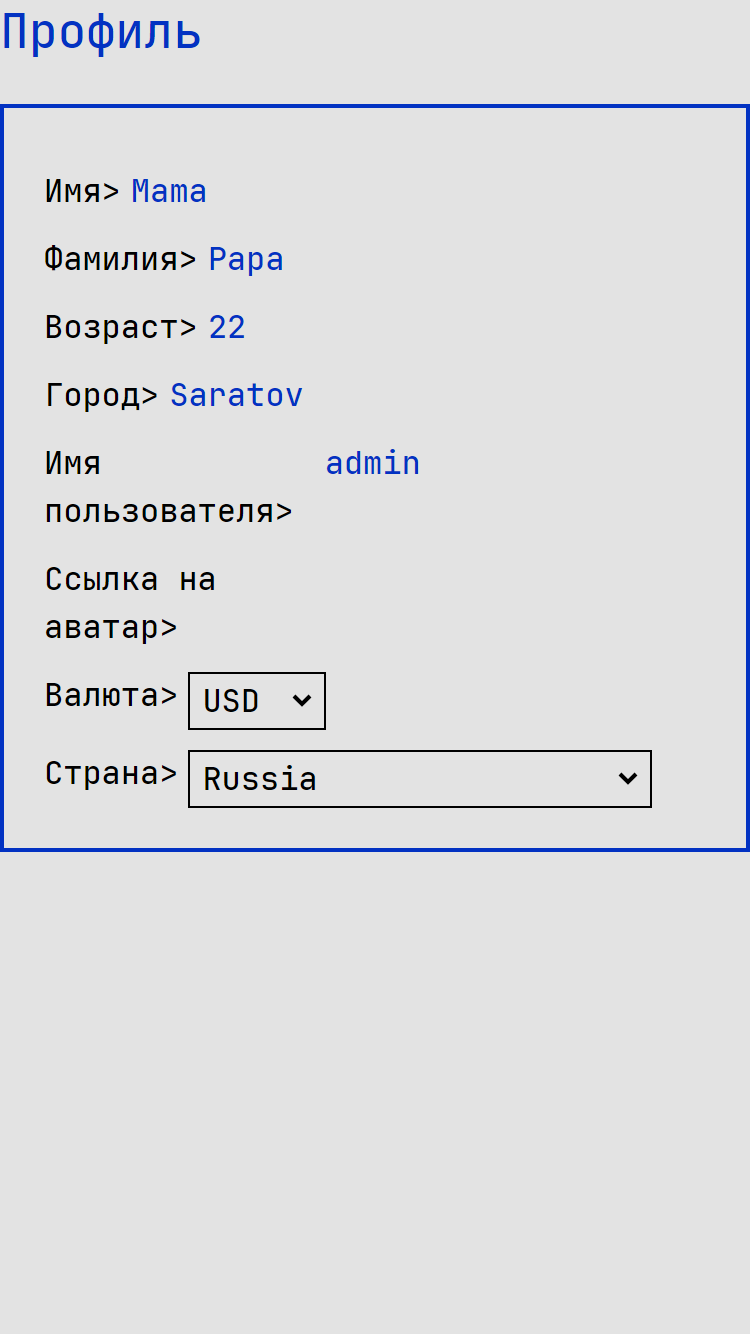 Профиль
Имя> Mama
Фамилия> Papa
Возраст> 22
Город> Saratov
Имя admin
пользователя>
Ссылка на
аватар>
Валюта> USD
Страна> Russia